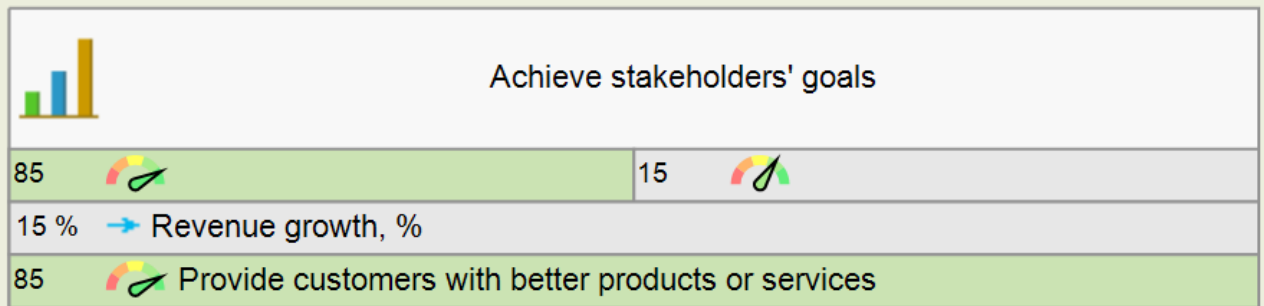 Achieve stakeholders' goals
85 15
15 % Revenue growth, %
85 Provide customers with better products or services